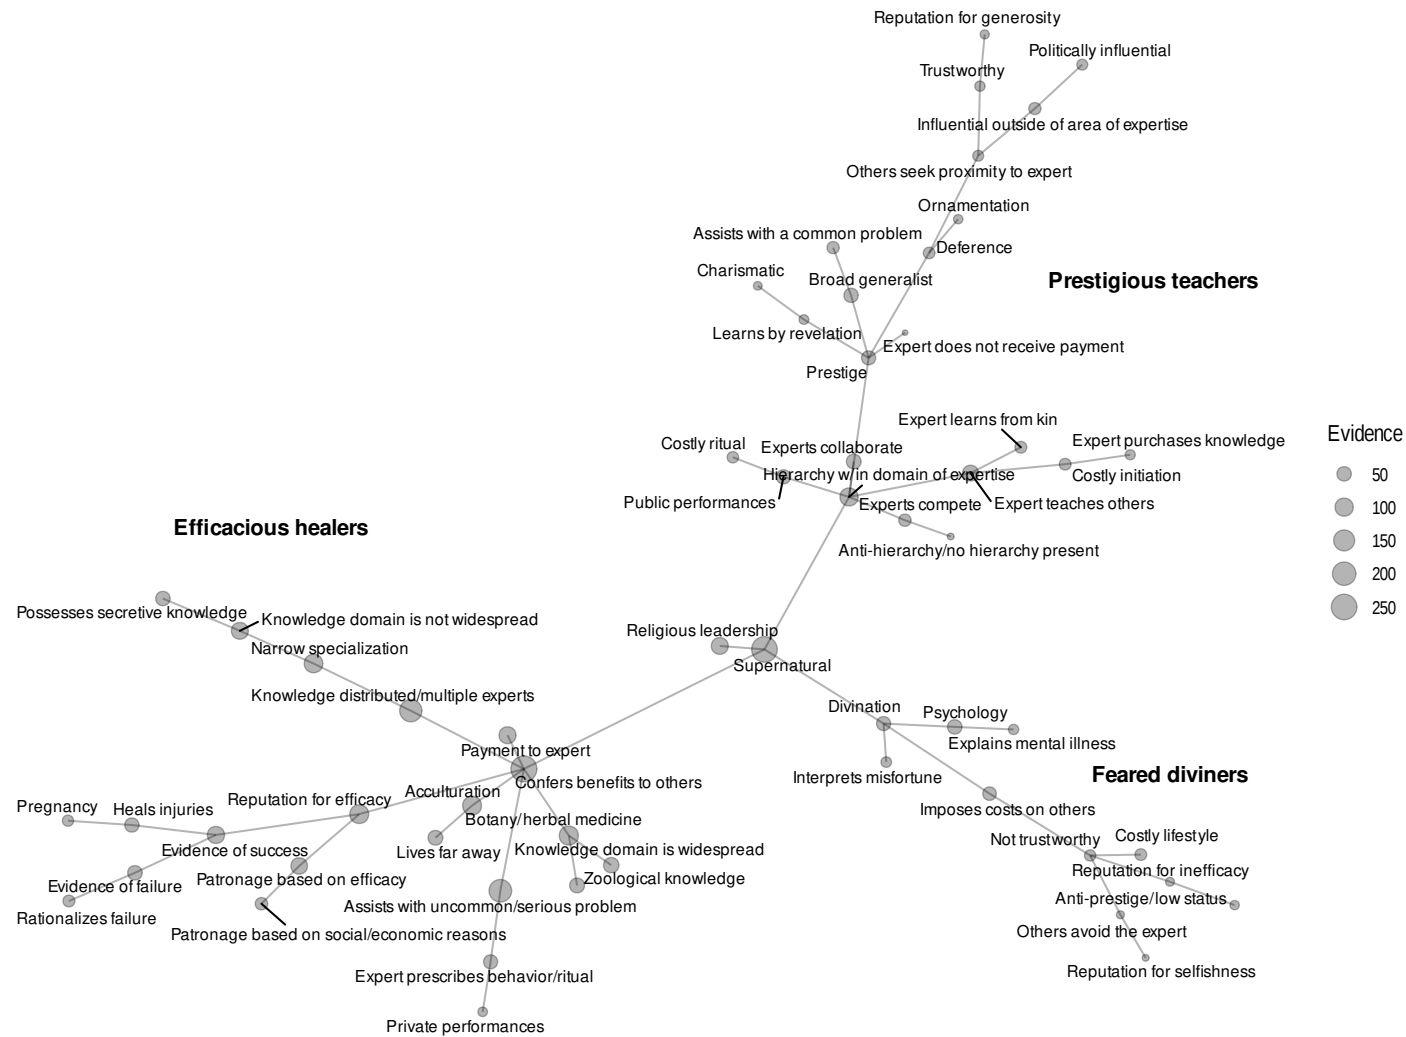 Reputation for generosity
Politically influential
Trustworthy
Influential outside of area of expertise
Others seek proximity to expert
Ornamentation
Assists with a common problem
Deference
Charismatic
Broad generalist
Prestigious teachers
Learns by revelation
Expert does not receive payment
Prestige
Expert learns from kin
Costly ritual
Experts collaborate
Expert purchases knowledge
Hierarchy w/in domain of expertise
Costly initiation
Public performances
Experts compete
Expert teaches others
Anti-hierarchy/no hierarchy present
Evidence
50
100
150
200
250
Efficacious healers
Possesses secretive knowledge
Knowledge domain is not widespread
Narrow specialization
Knowledge distributed/multiple experts
Religious leadership
Supernatural
Divination
Psychology
Explains mental illness
Interprets misfortune
Feared diviners
Payment to expert
Confers benefits to others
Acculturation
Reputation for efficacy
Pregnancy
Heals injuries
Botany/herbal medicine
Imposes costs on others
Evidence of success
Lives far away
Knowledge domain is widespread
Not trustworthy
Costly lifestyle
Evidence of failure
Patronage based on efficacy
Zoological knowledge
Reputation for inefficacy
Rationalizes failure
Assists with uncommon/serious problem
Anti-prestige/low status
Patronage based on social/economic reasons
Others avoid the expert
Expert prescribes behavior/ritual
Reputation for selfishness
Private performances